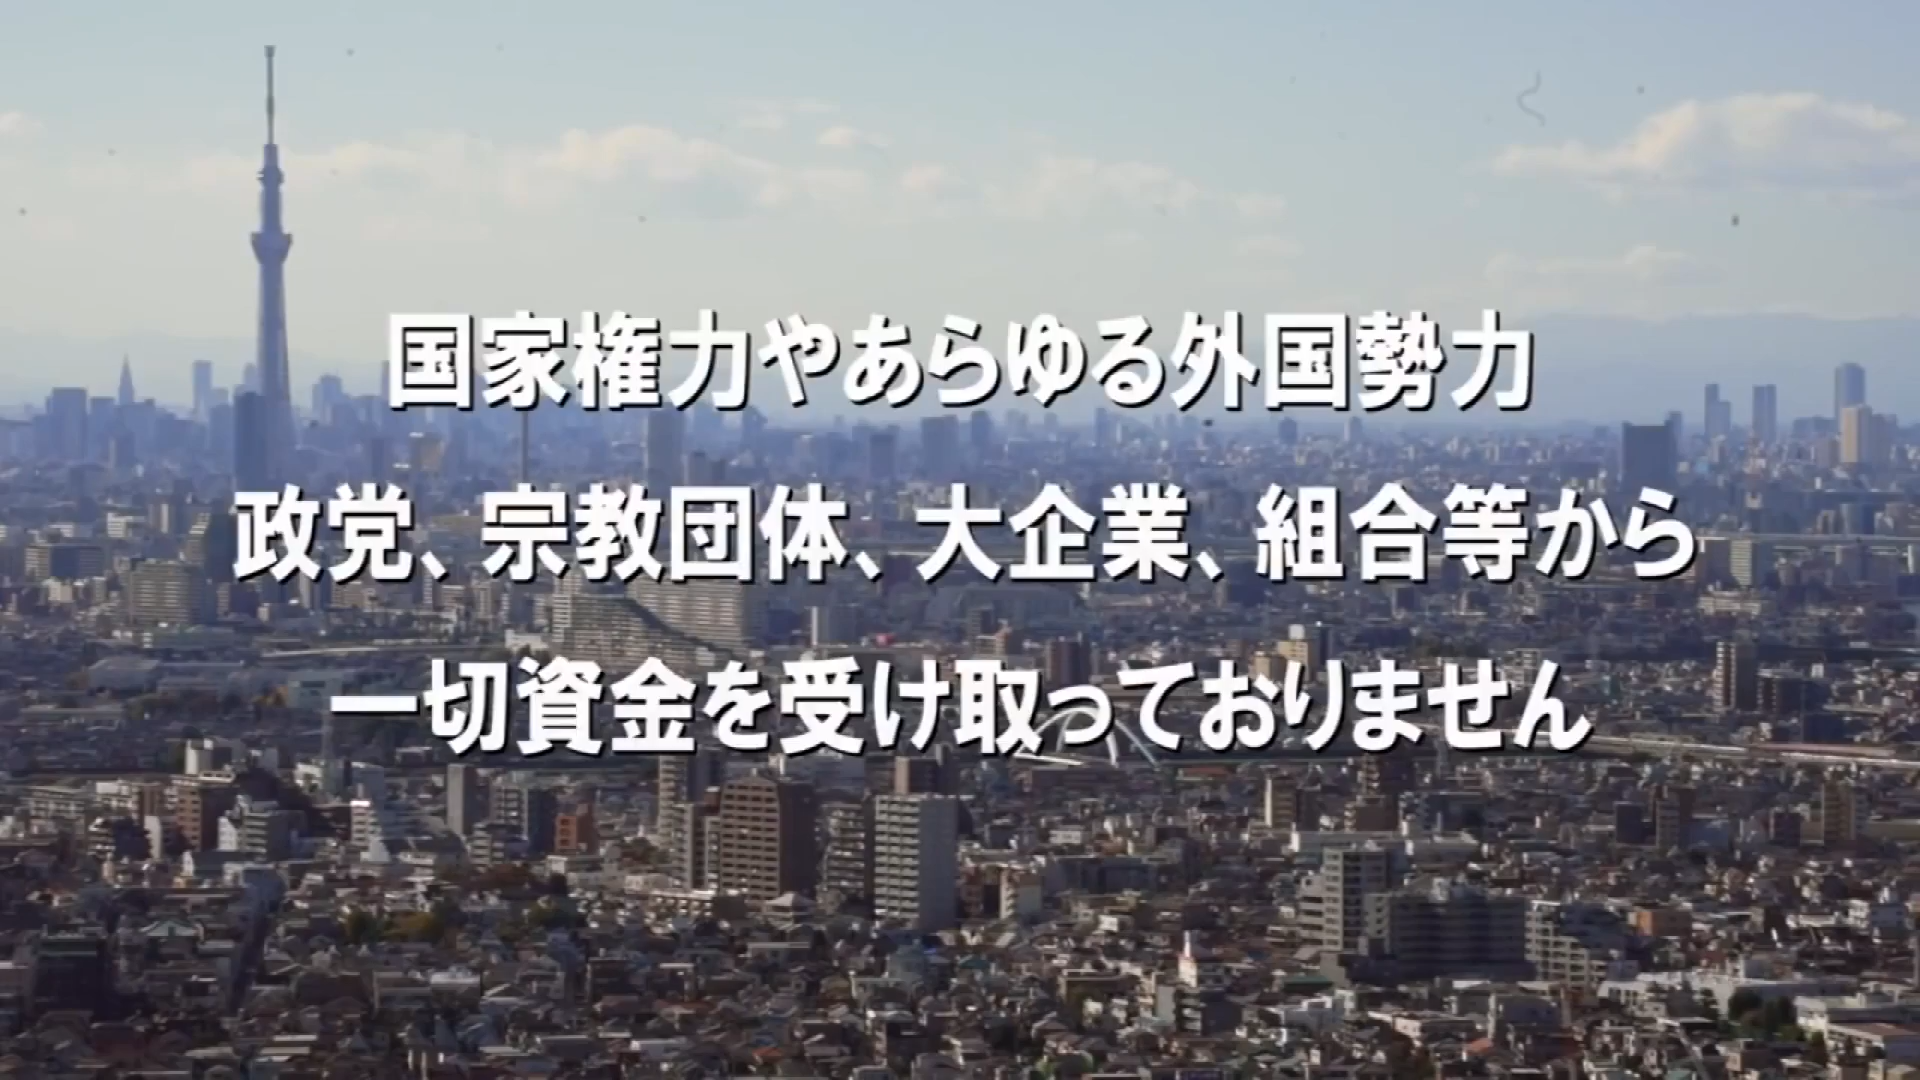 国家権力やあらゆる外国勢力
政党、宗教団体、大企業、組合等から
一切資金を受け取っておりません